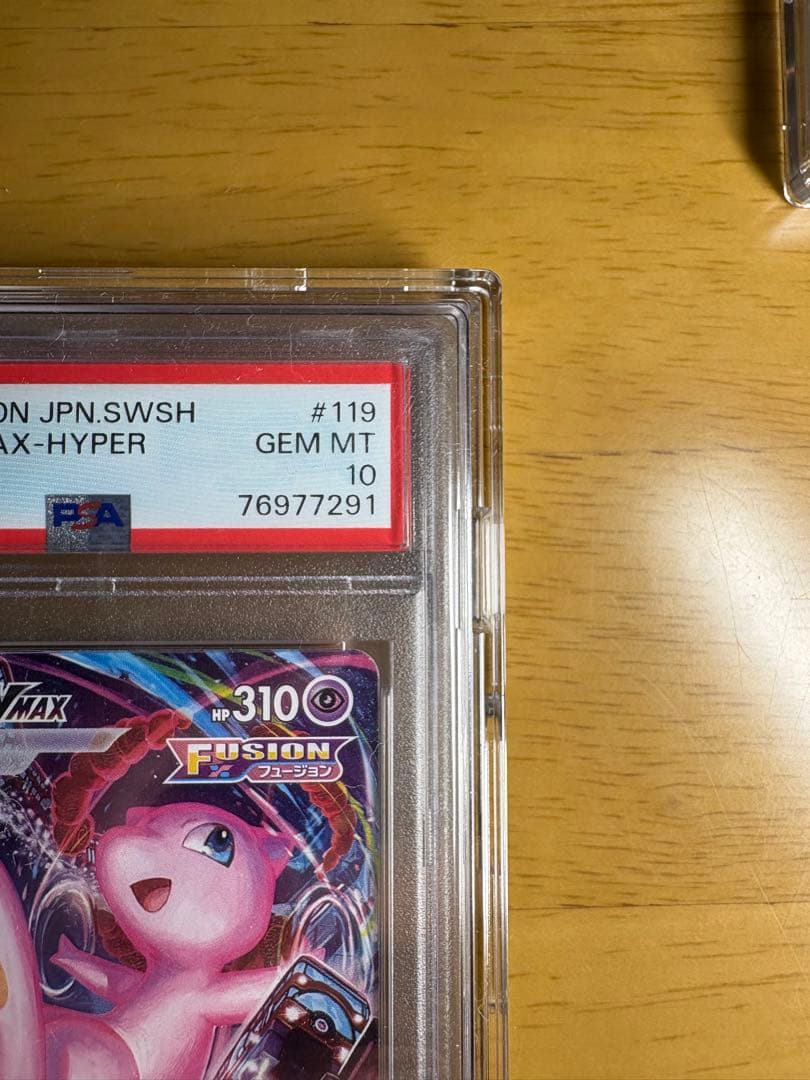 ON JPN.SWSH #119
AX-HYPER GEM MT
10
PSA 76977291
VMAX HP310
FUSION
フュージョン